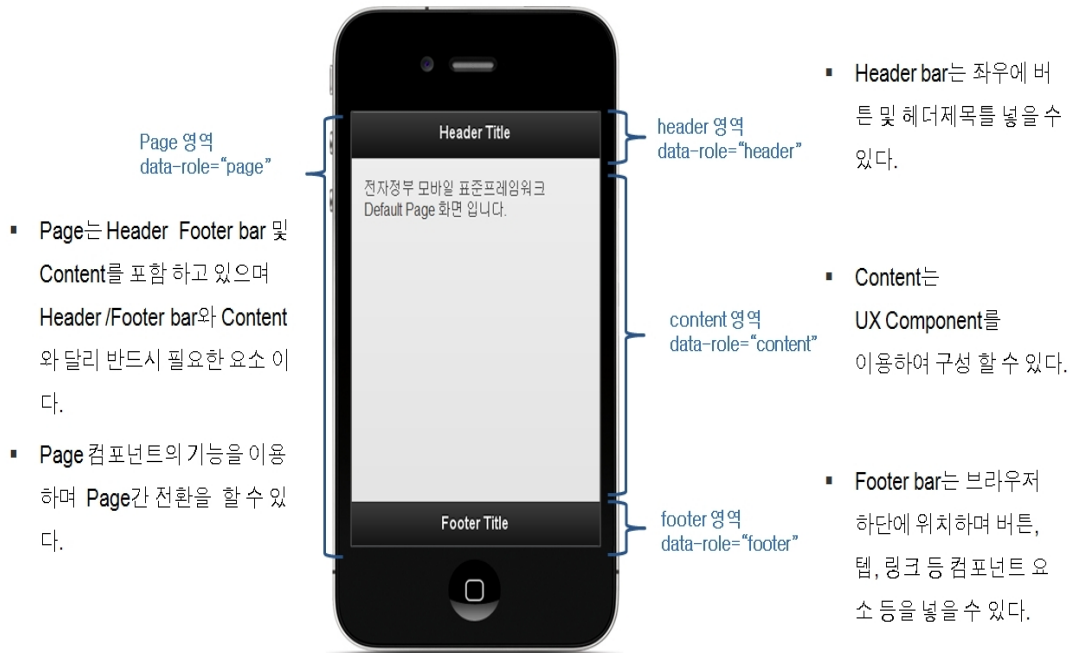 Page 영역
data-role="page"
▪ Page는 Header Footer bar 및
Content를 포함 하고 있으며
Header /Footer bar와 Content
와 달리 반드시 필요한 요소 이
다.
▪ Page 컴포넌트의 기능을 이용
하며 Page간 전환을 할 수 있
다.
Header Title
전자정부 모바일 표준프레임워크
Default Page 화면 입니다.
Footer Title
header 영역
data-role="header"
content 영역
data-role="content"
footer 영역
data-role="footer"
▪ Header bar는 좌우에 버
튼 및 헤더제목틀 넣을 수
있다.
▪ Content는
UX Component를
이용하여 구성 할 수 있다.
▪ Footer bar는 브라우저
하단에 위치하며 버튼,
텝, 링크 등 컴포넌트 요
소 등을 넣을 수 있다.